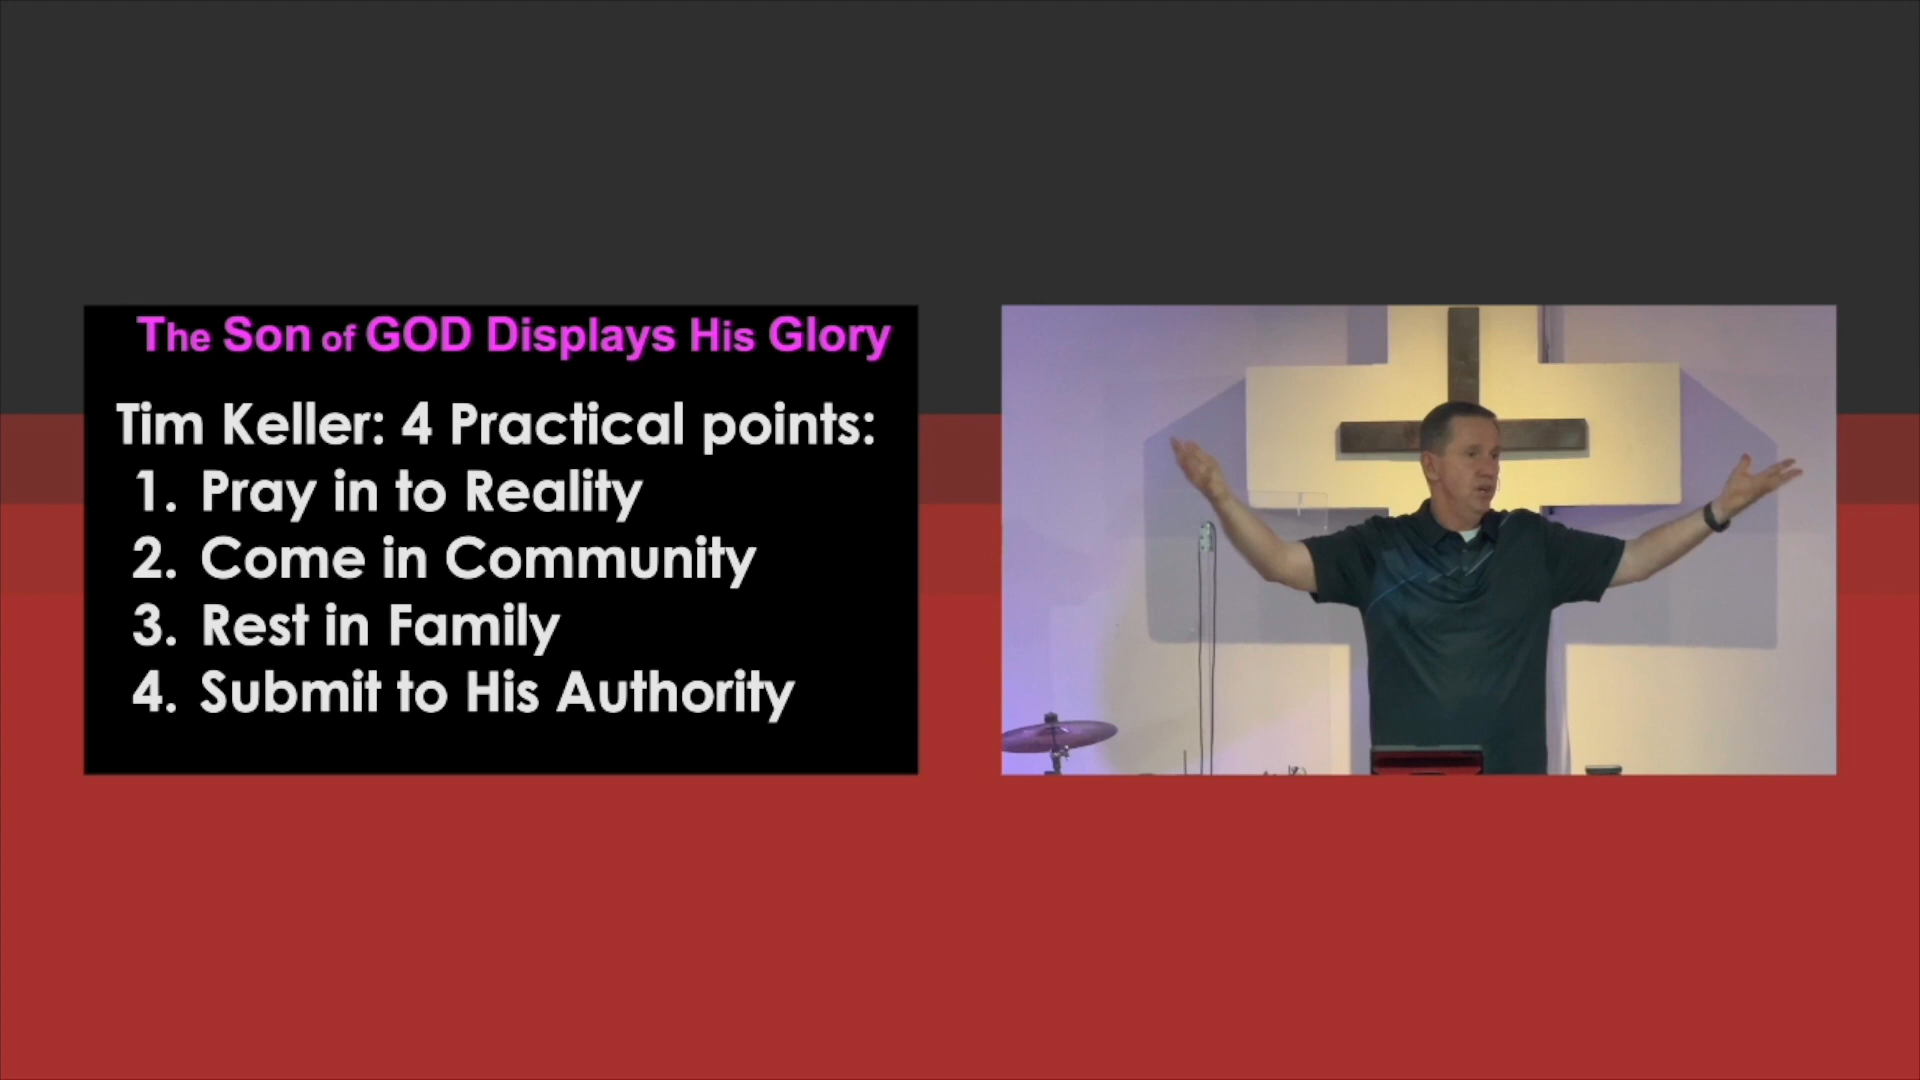 The Son of GOD Displays His Glory
Tim Keller: 4 Practical points:
1. Pray in to Reality
2. Come in Community
3. Rest in Family
4. Submit to His Authority